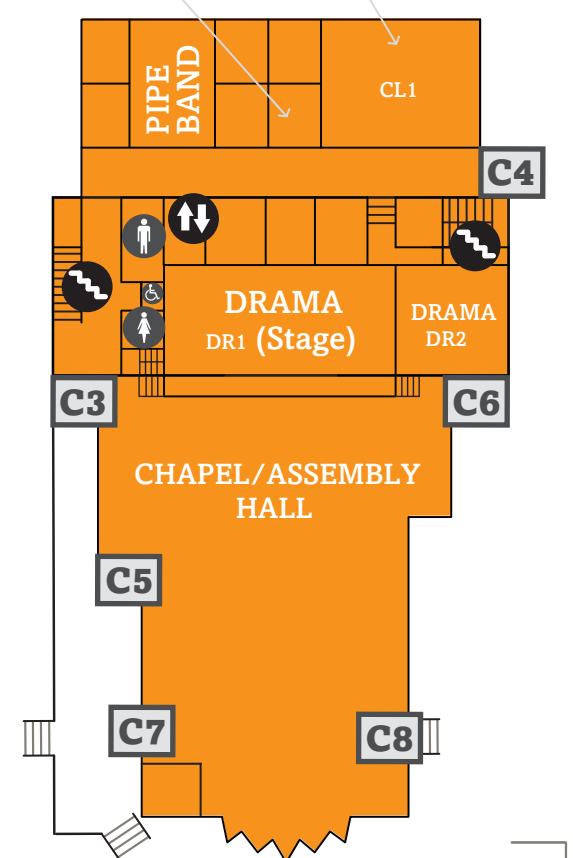 PIPE
BAND
CL1
C4
DRAMA
DR1 (Stage)
DRAMA
DR2
C3
C6
CHAPEL/ASSEMBLY
HALL
C5
C7
C8